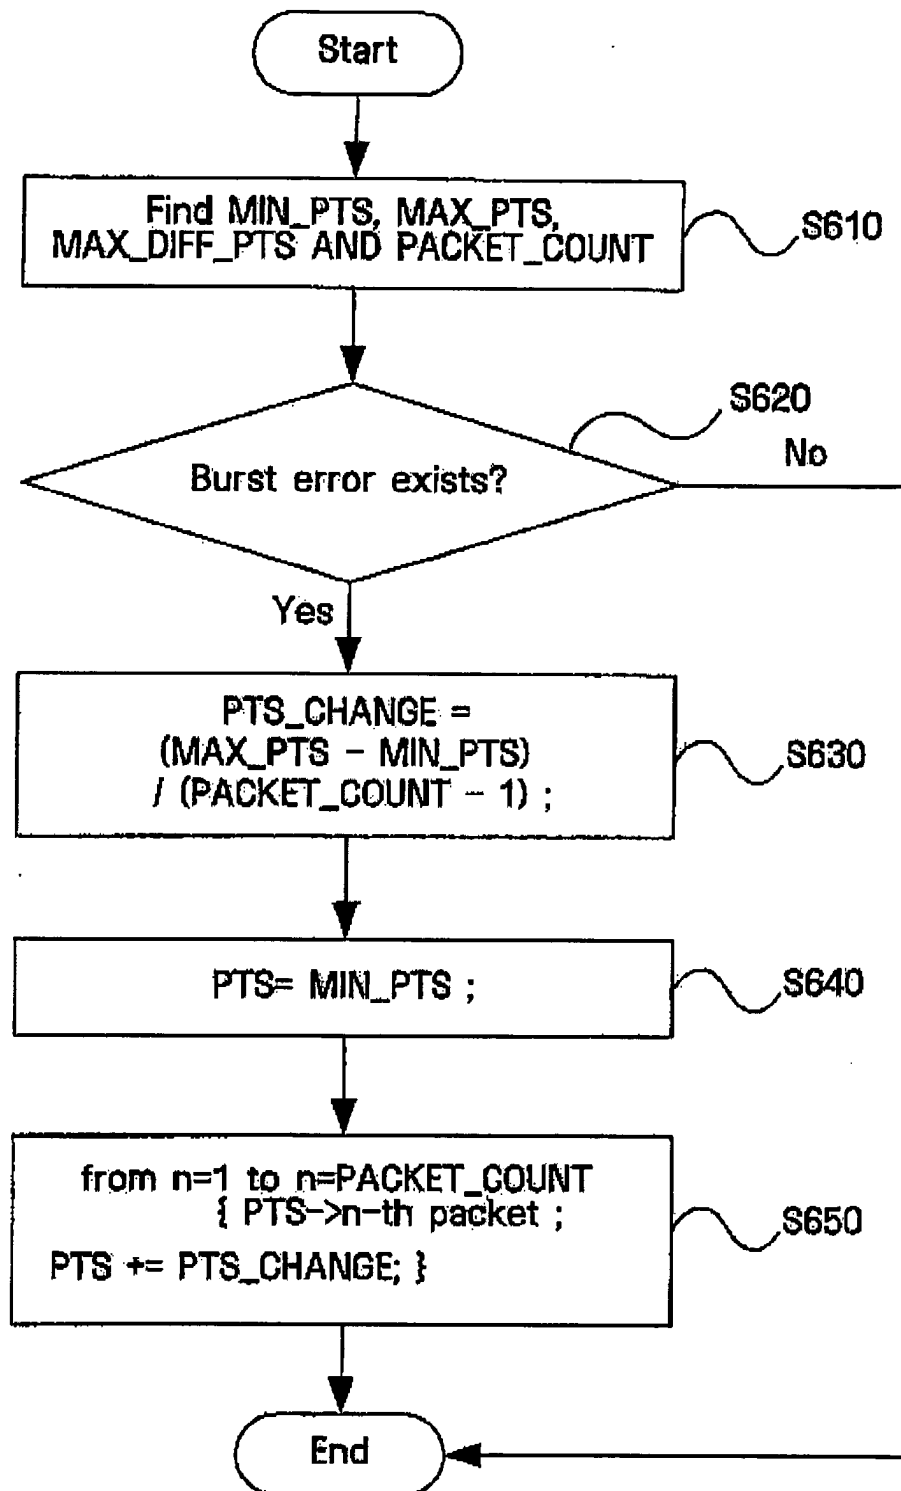 Start
Find MIN_PTS, MAX_PTS,
MAX_DIFF_PTS AND PACKET_COUNT
S610
S620
No
Burst error exists?
Yes
PTS_CHANGE =
(MAX_PTS - MIN_PTS)
/ (PACKET_COUNT - 1) ;
S630
PTS= MIN_PTS ;
S640
from n=1 to n=PACKET_COUNT
{ PTS->n-th packet ;
PTS += PTS_CHANGE; }
S650
End